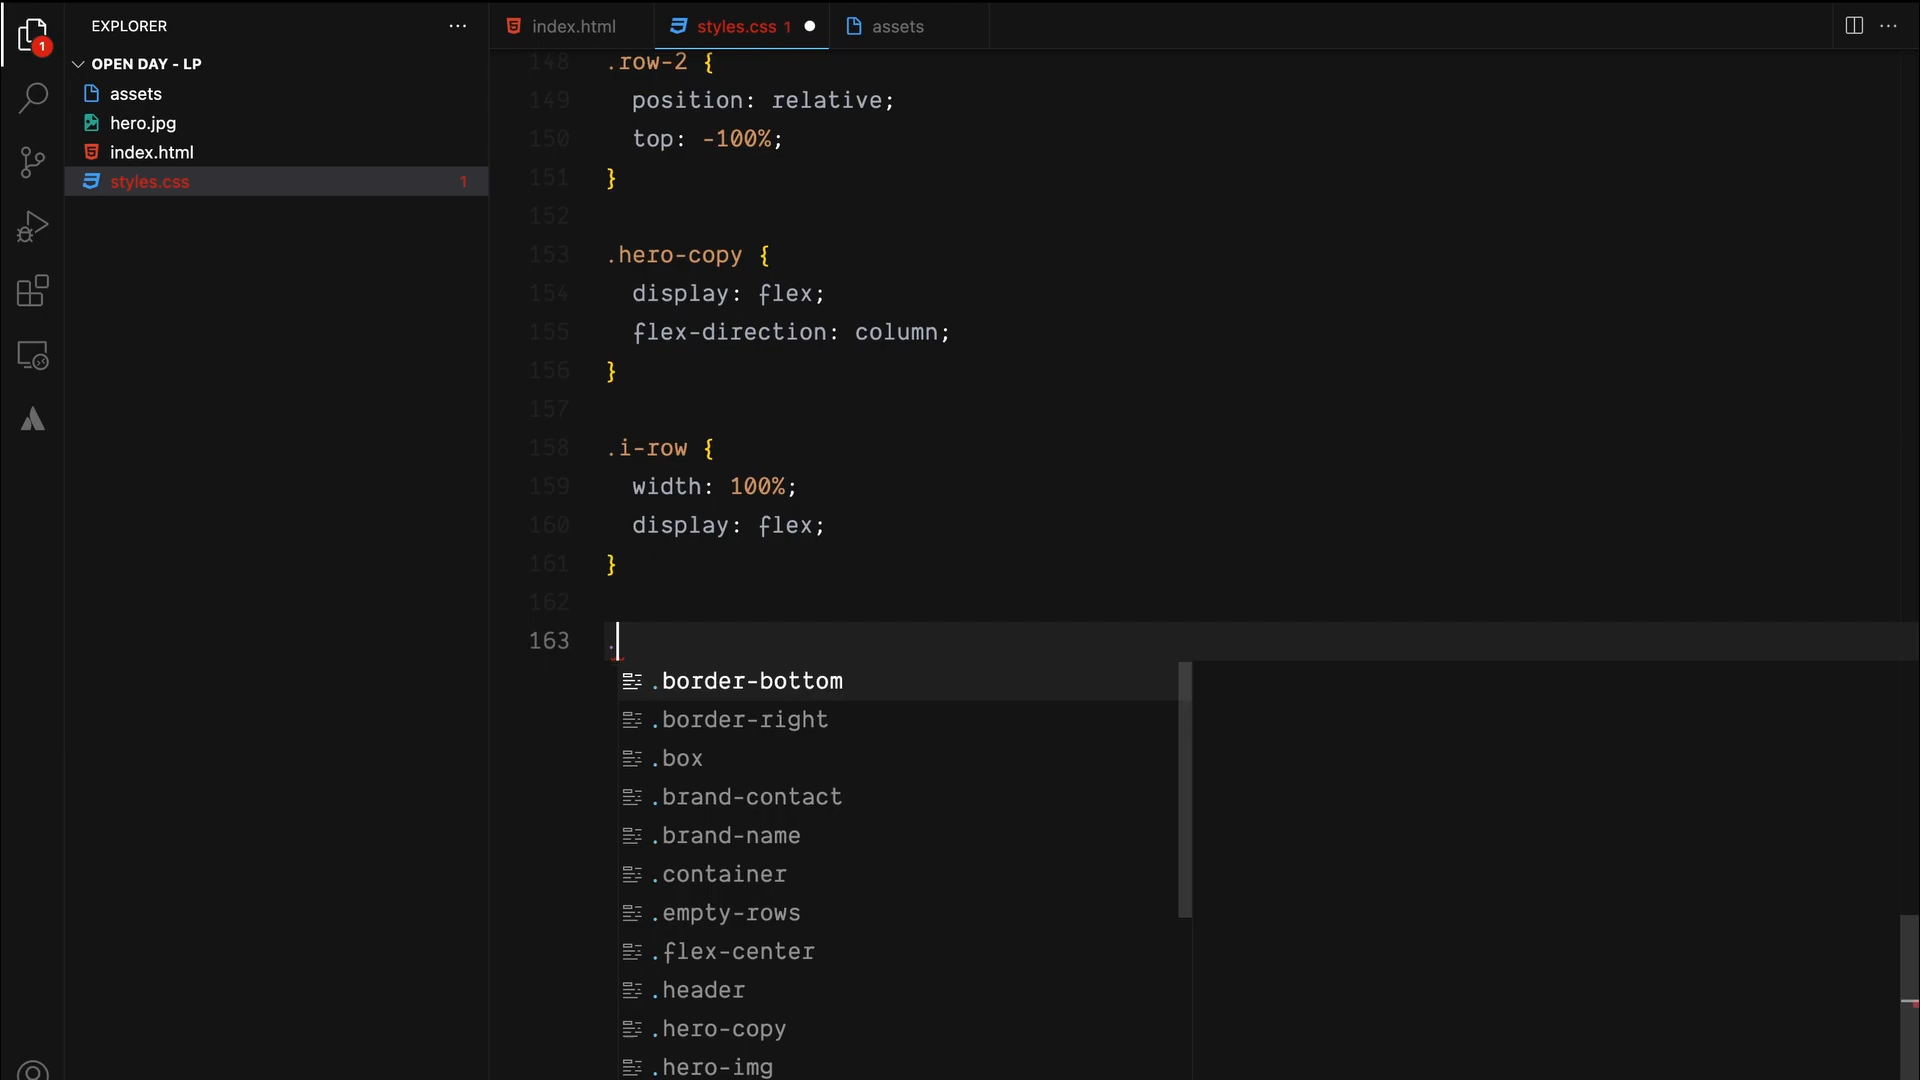 EXPLORER
index.html
styles.css 1
assets
1
OPEN DAY - LP
assets
hero.jpg
index.html
styles.css 1
148 .row-2 {
149 position: relative;
150 top: -100%;
151 }
152
153 .hero-copy {
154 display: flex;
155 flex-direction: column;
156 }
157
158 .i-row {
159 width: 100%;
160 display: flex;
161 }
162
163 .
.border-bottom
.border-right
.box
.brand-contact
.brand-name
.container
.empty-rows
.flex-center
.header
.hero-copy
.hero-img